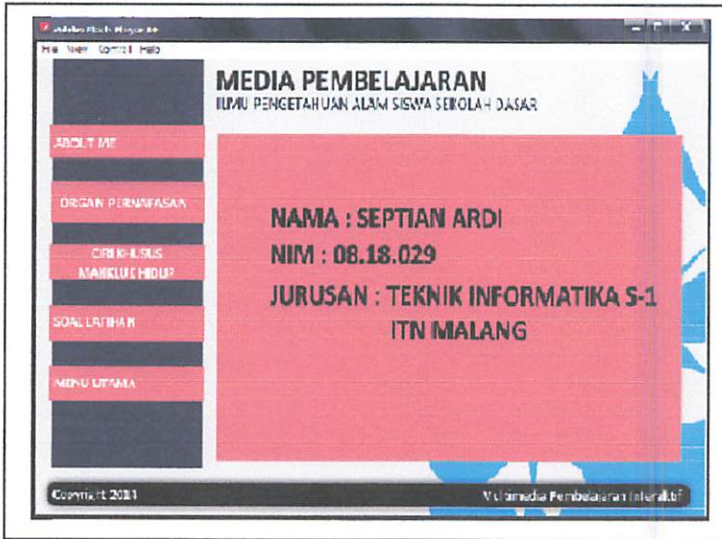 Adobe Flash Player
File View Control Help
MEDIA PEMBELAJARAN
ILMU PENGETAHUAN ALAM SISWA SEKOLAH DASAR
ABOUT ME
ORGAN PERNAFASAN
CIRI KHUSUS
MAHKLUK HIDUP
SOAL LATIHAN
MENU UTAMA
NAMA : SEPTIAN ARDI
NIM : 08.18.029
JURUSAN : TEKNIK INFORMATIKA S-1
ITN MALANG
Copyright 2014
Multimedia Pembelajaran Interaktif